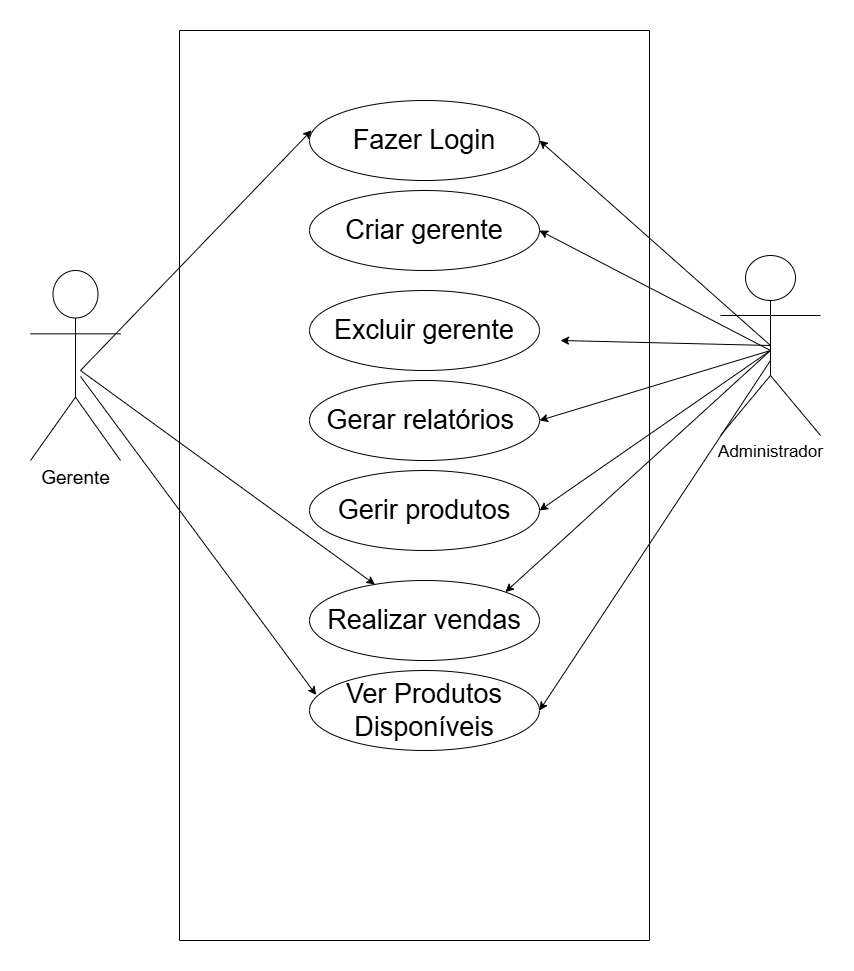 Fazer Login
Criar gerente
Excluir gerente
Gerar relatórios
Gerir produtos
Realizar vendas
Ver Produtos
Disponíveis
Gerente
Administrador